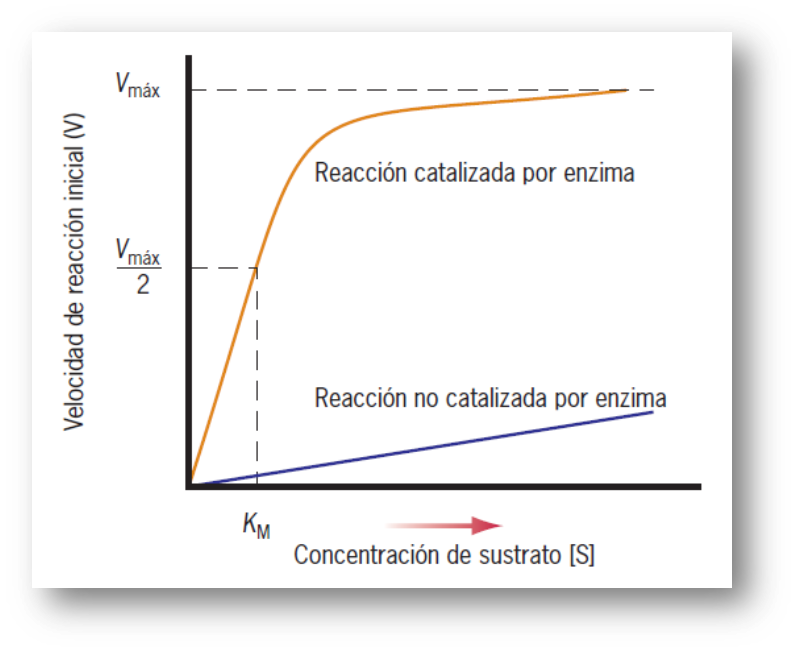 Vmáx
Reacción catalizada por enzima
Vmáx
2
Velocidad de reacción inicial (V)
Reacción no catalizada por enzima
KM
Concentración de sustrato [S]